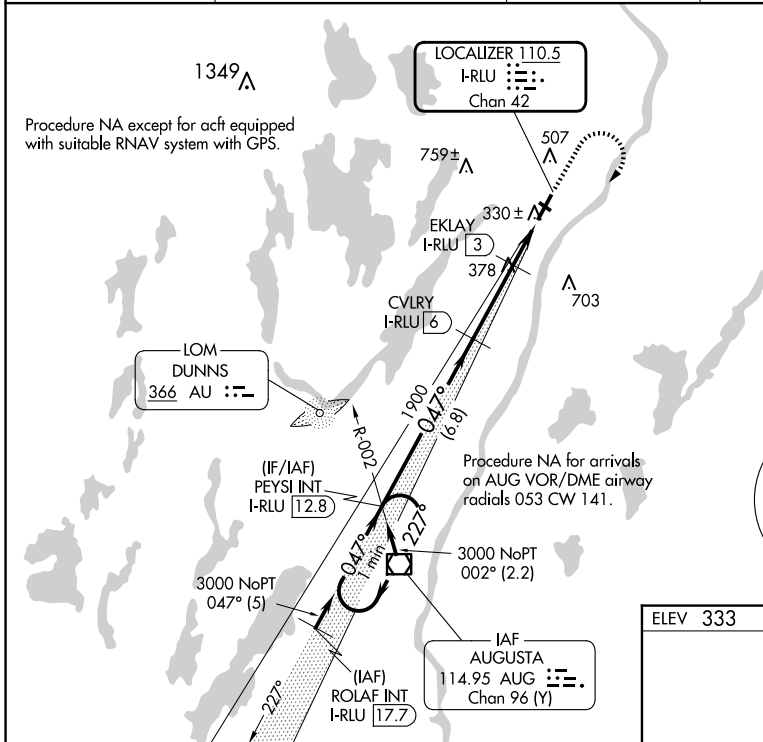 LOCALIZER 110.5
I-RLU
Chan 42
1349
Procedure NA except for acft equipped
with suitable RNAV system with GPS.
759±
507
330±
EKLAY
I-RLU 3
378
703
CVLRY
I-RLU 6
LOM
DUNNS
366 AU
R-002
1900
047°
(6.8)
(IF/IAF)
PEYSI INT
I-RLU 12.8
Procedure NA for arrivals
on AUG VOR/DME airway
radials 053 CW 141.
047°
1 min
227°
3000 NoPT
002° (2.2)
3000 NoPT
047° (5)
IAF
AUGUSTA
114.95 AUG
Chan 96 (Y)
(IAF)
ROLAF INT
I-RLU 17.7
227°
ELEV 333